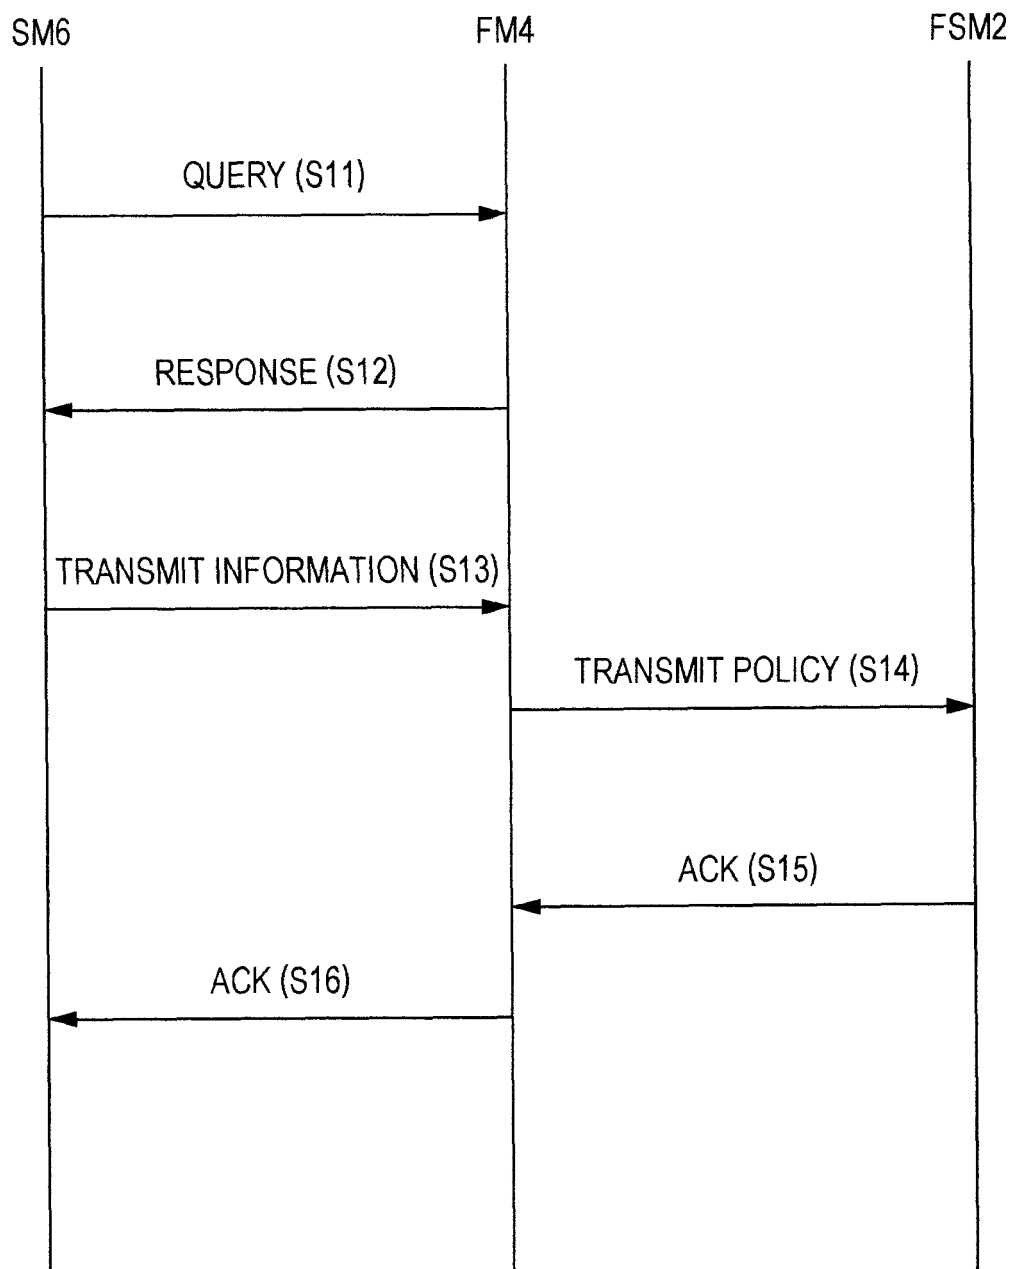 SM6 FM4 FSM2
QUERY (S11)
RESPONSE (S12)
TRANSMIT INFORMATION (S13)
TRANSMIT POLICY (S14)
ACK (S15)
ACK (S16)